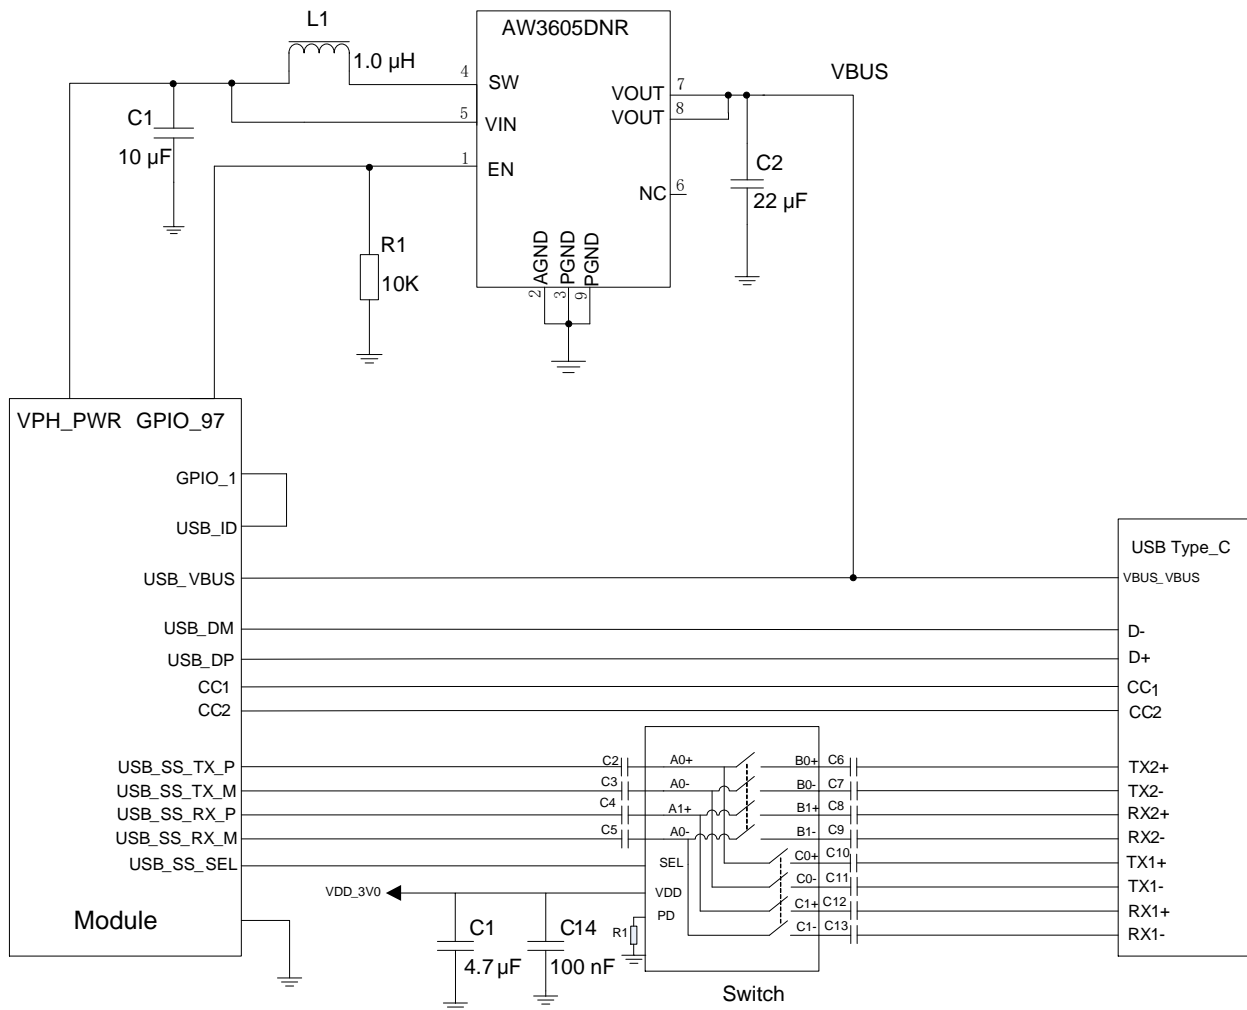 L1
1.0 µH
AW3605DNR
4
SW
5
VIN
1
EN
VOUT
7
VOUT
8
NC
6
AGND
PGND
PGND
2
3
9
VBUS
C1
10 µF
R1
10K
C2
22 µF
VPH_PWR GPIO_97
GPIO_1
USB_ID
USB_VBUS
USB_DM
USB_DP
CC1
CC2
USB_SS_TX_P
USB_SS_TX_M
USB_SS_RX_P
USB_SS_RX_M
USB_SS_SEL
Module
C2
C3
C4
C5
A0+
A0-
A1+
A0-
SEL
VDD
PD
R1
VDD_3V0
C1
4.7 µF
C14
100 nF
B0+ C6
B0- C7
B1+ C8
B1- C9
C0+ C10
C0- C11
C1+ C12
C1- C13
Switch
USB Type_C
VBUS_VBUS
D-
D+
CC1
CC2
TX2+
TX2-
RX2+
RX2-
TX1+
TX1-
RX1+
RX1-